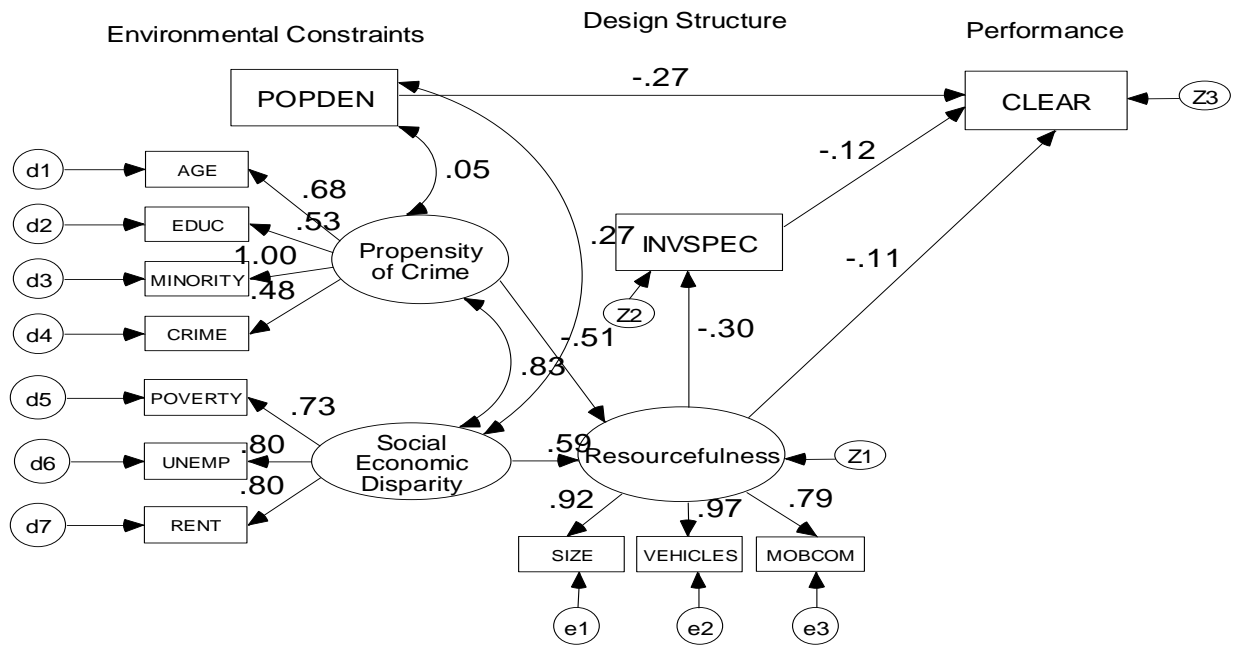 Environmental Constraints
Design Structure
Performance
POPDEN
-.27
CLEAR
Z3
d1
AGE
.68
.05
-.12
d2
EDUC
.53
Propensity
of Crime
.27
INVSPEC
-.11
d3
MINORITY
1.00
d4
CRIME
.48
Z2
-.30
-.51
.83
d5
POVERTY
.73
d6
UNEMP
.80
Social
Economic
Disparity
.59
Resourcefulness
Z1
d7
RENT
.80
.92
.97
.79
SIZE
VEHICLES
MOBCOM
e1
e2
e3